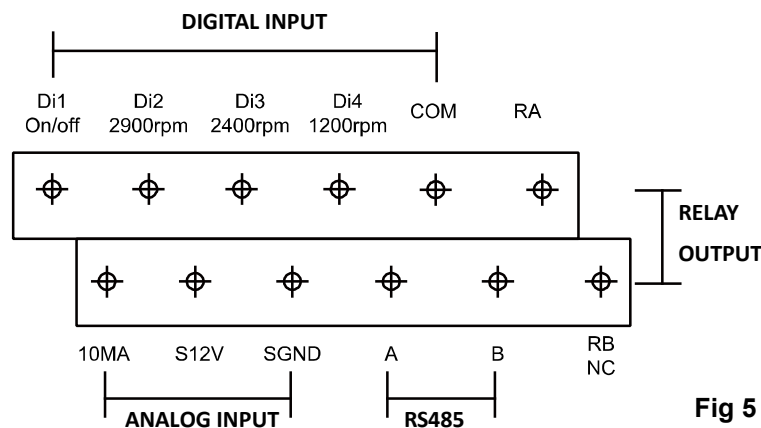 DIGITAL INPUT
Di1 Di2 Di3 Di4 COM RA
On/off 2900rpm 2400rpm 1200rpm
RELAY
OUTPUT
10MA S12V SGND A B RB
NC
ANALOG INPUT RS485
Fig 5